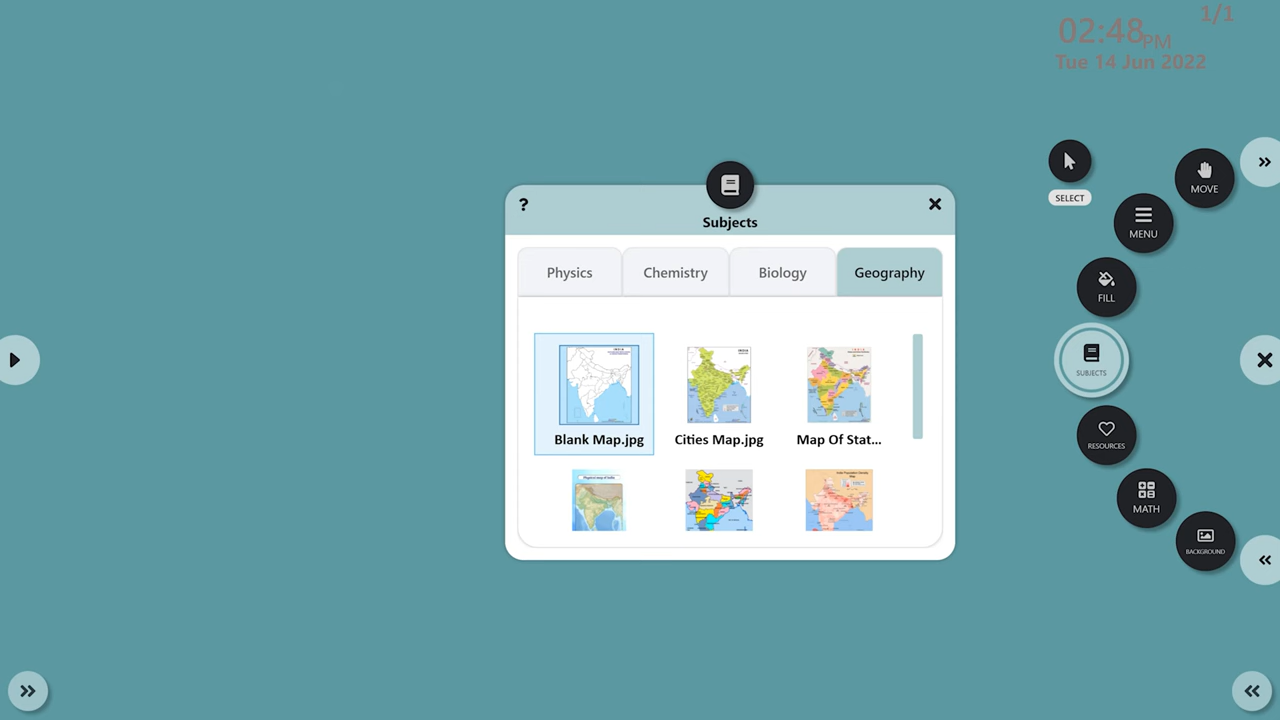 1/1
02:48PM
Tue 14 Jun 2022
MOVE
SELECT
MENU
?
Subjects
Physics
Chemistry
Biology
Geography
FILL
SUBJECTS
Blank Map.jpg
Cities Map.jpg
Map Of Stat...
RESOURCES
MATH
BACKGROUND